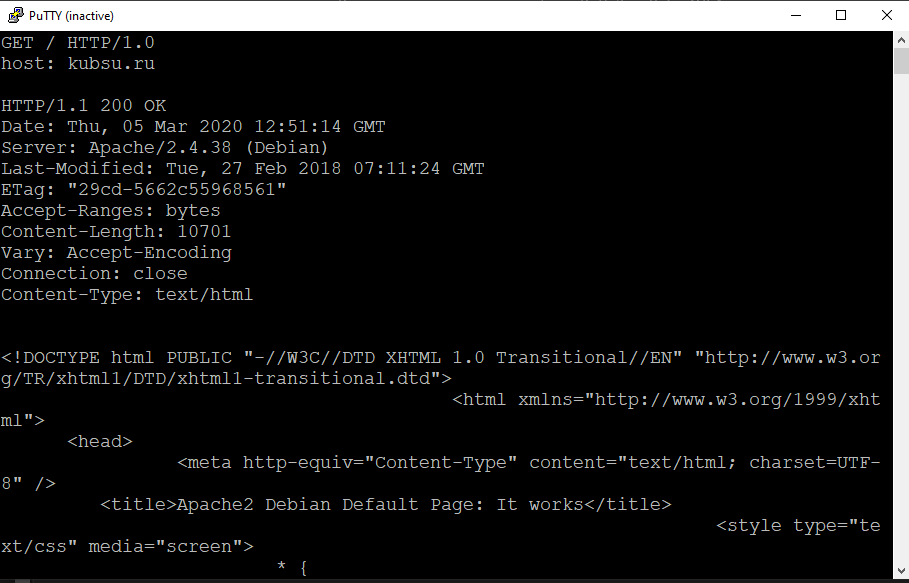 PuTTY (inactive)
GET / HTTP/1.0
host: kubsu.ru
HTTP/1.1 200 OK
Date: Thu, 05 Mar 2020 12:51:14 GMT
Server: Apache/2.4.38 (Debian)
Last-Modified: Tue, 27 Feb 2018 07:11:24 GMT
ETag: "29cd-5662c55968561"
Accept-Ranges: bytes
Content-Length: 10701
Vary: Accept-Encoding
Connection: close
Content-Type: text/html
<!DOCTYPE html PUBLIC "-//W3C//DTD XHTML 1.0 Transitional//EN" "http://www.w3.or
g/TR/xhtml1/DTD/xhtml1-transitional.dtd">
<html xmlns="http://www.w3.org/1999/xht
ml">
<head>
<meta http-equiv="Content-Type" content="text/html; charset=UTF-
8" />
<title>Apache2 Debian Default Page: It works</title>
<style type="te
xt/css" media="screen">
* {